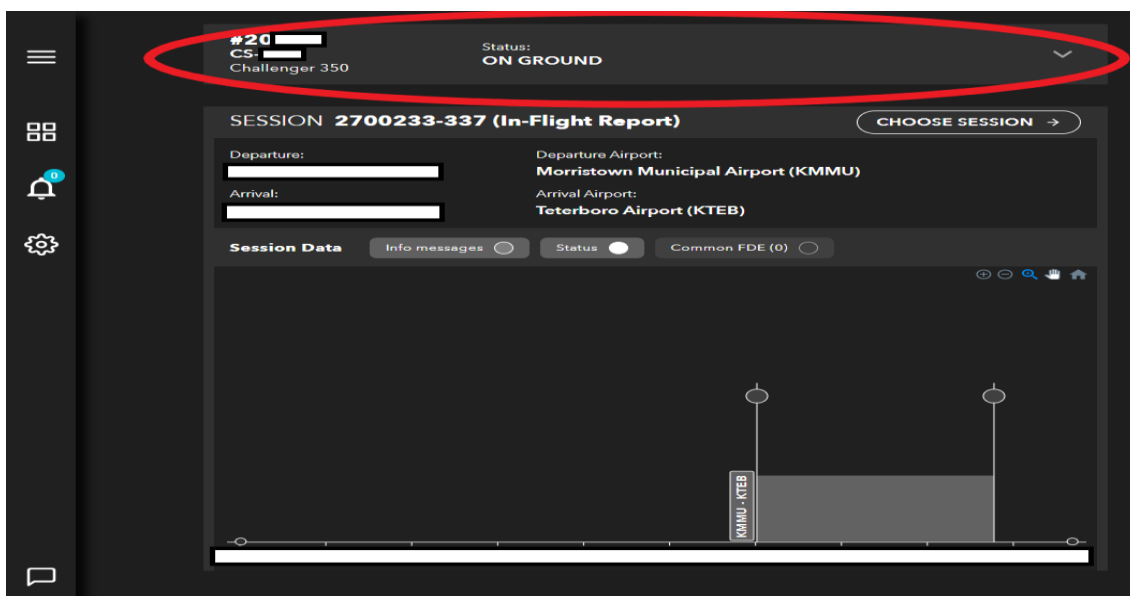 #20
CS-
Challenger 350
Status:
ON GROUND
SESSION 2700233-337 (In-Flight Report)
CHOOSE SESSION →
0
Departure:
Departure Airport:
Morristown Municipal Airport (KMMU)
Arrival:
Arrival Airport:
Teterboro Airport (KTEB)
Session Data
Info messages
Status
Common FDE (0)
KMMU - KTEB